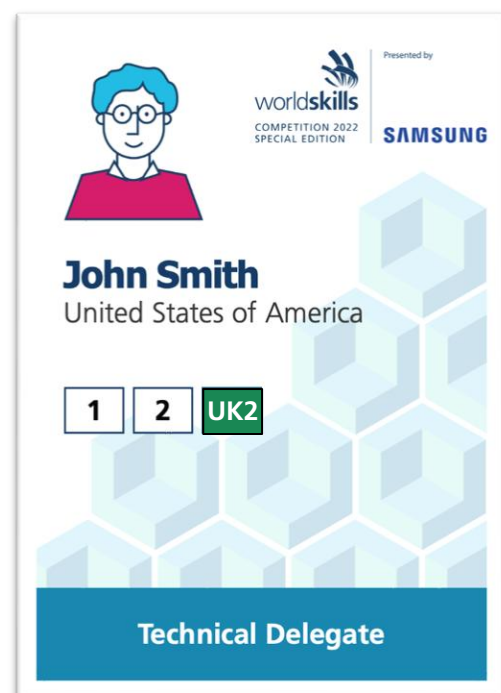 Presented by
worldskills
COMPETITION 2022
SPECIAL EDITION
SAMSUNG
John Smith
United States of America
1 2 UK2
Technical Delegate